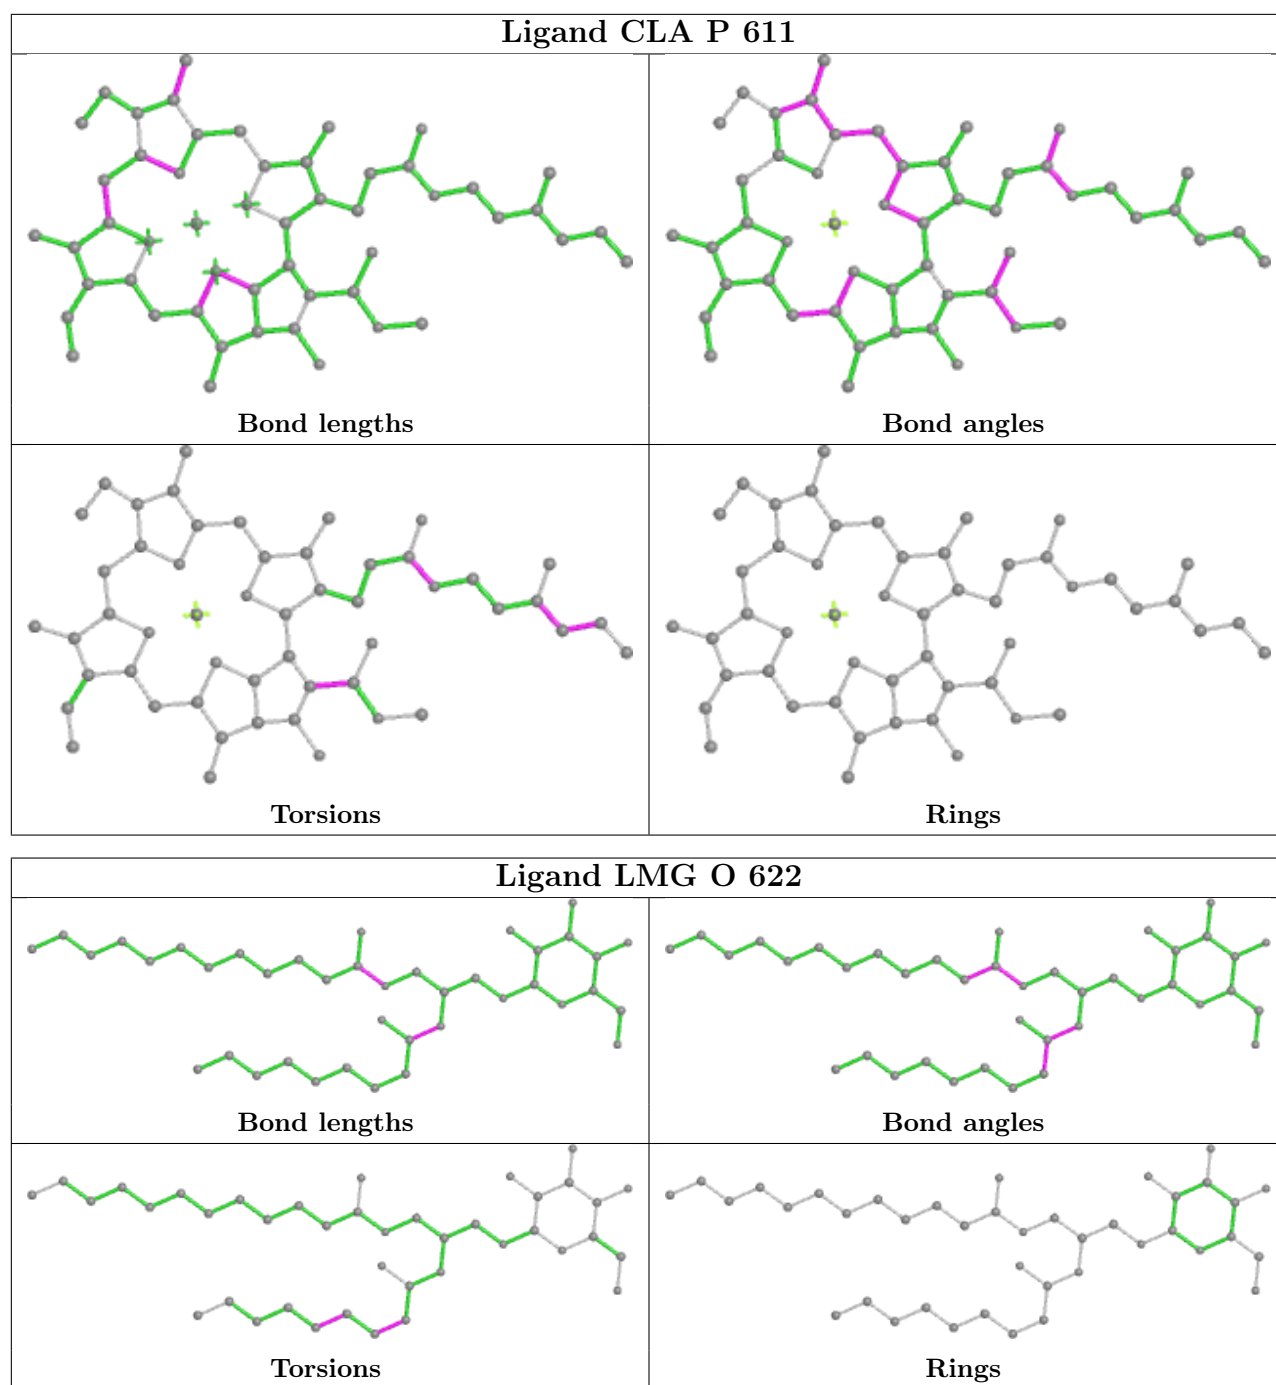 Ligand CLA P 611
Bond lengths
Bond angles
Torsions
Rings
Ligand LMG O 622
Bond lengths
Bond angles
Torsions
Rings